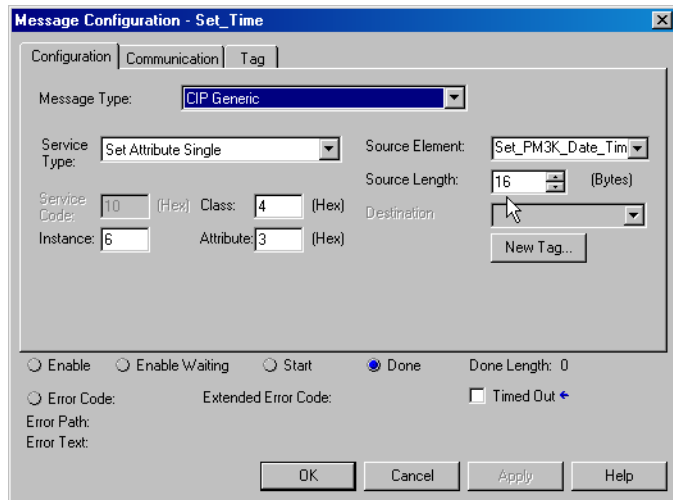 Message Configuration - Set_Time
Configuration Communication Tag
Message Type: CIP Generic
Service Type: Set Attribute Single
Source Element: Set_PM3K_Date_Tim
Source Length: 16 (Bytes)
Service Code: 10 (Hex) Class: 4 (Hex)
Destination
Instance: 6 Attribute: 3 (Hex)
New Tag...
Enable Enable Waiting Start Done Done Length: 0
Error Code: Extended Error Code: Timed Out
Error Path:
Error Text:
OK Cancel Apply Help